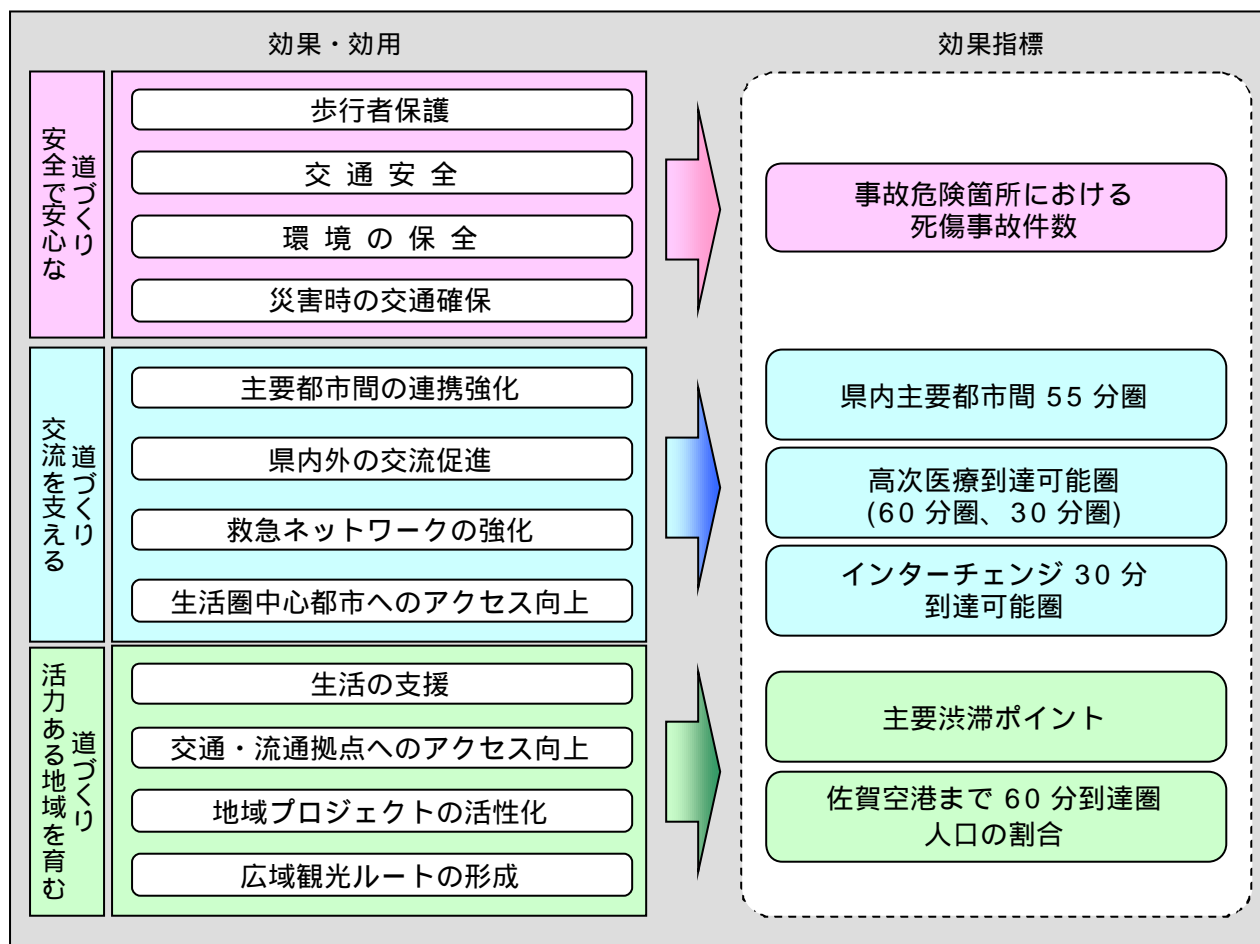 効果・効用
効果指標
安全で安心な
道づくり
歩行者保護
交 通 安 全
環 境 の 保 全
災害時の交通確保
事故危険箇所における
死傷事故件数
交流を支える
道づくり
主要都市間の連携強化
県内外の交流促進
救急ネットワークの強化
生活圏中心都市へのアクセス向上
県内主要都市間 55 分圏
高次医療到達可能圏
(60 分圏、30 分圏)
インターチェンジ 30 分
到達可能圏
活力ある地域を育む
道づくり
生活の支援
交通・流通拠点へのアクセス向上
地域プロジェクトの活性化
広域観光ルートの形成
主要渋滞ポイント
佐賀空港まで 60 分到達圏
人口の割合